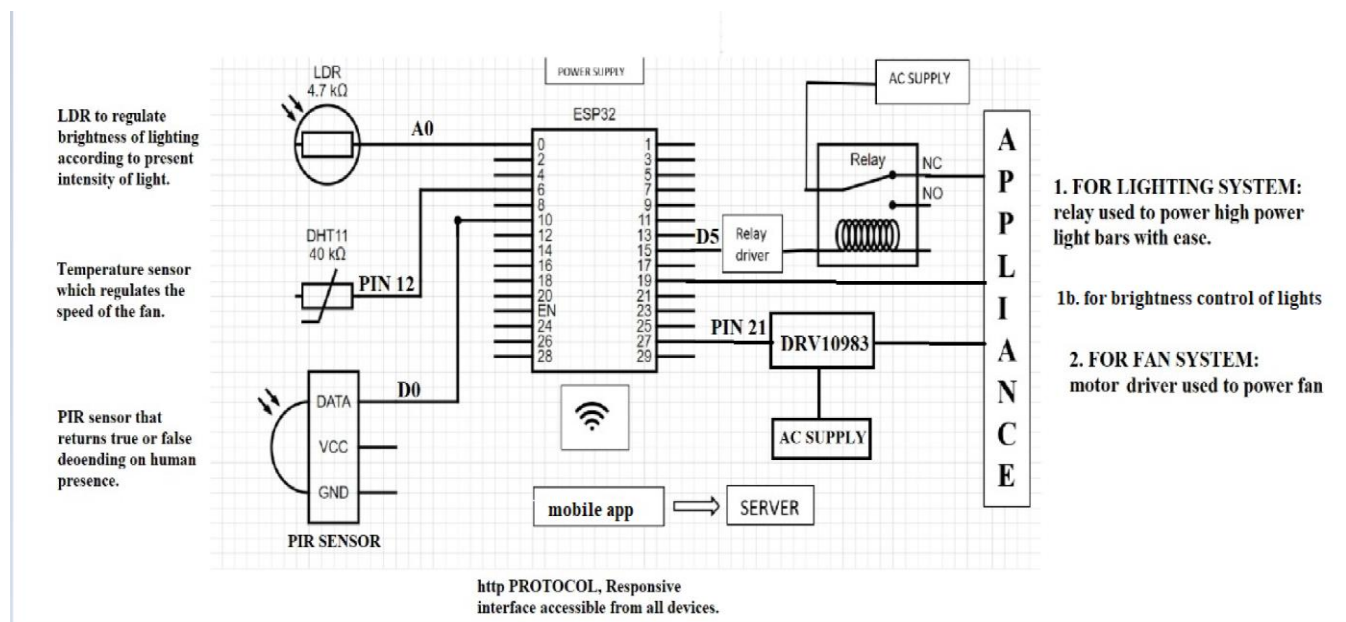 LDR to regulate
brightness of lighting
according to present
intensity of light.
Temperature sensor
which regulates the
speed of the fan.
PIR sensor that
returns true or false
deoending on human
presence.
LDR
4.7 kΩ
A0
DHT11
40 kΩ
PIN 12
D0
DATA
VCC
GND
PIR SENSOR
POWER SUPPLY
ESP32
0 1
2 3
4 5
6 7
8 9
10 11
12 13
14 15
16 17
18 19
20 21
EN 23
24 25
26 27
28 29
D5
Relay
driver
AC SUPPLY
Relay
NC
NO
PIN 21
DRV10983
AC SUPPLY
mobile app
SERVER
http PROTOCOL, Responsive
interface accessible from all devices.
A
P
P
L
I
A
N
C
E
1. FOR LIGHTING SYSTEM:
relay used to power high power
light bars with ease.
1b. for brightness control of lights
2. FOR FAN SYSTEM:
motor driver used to power fan